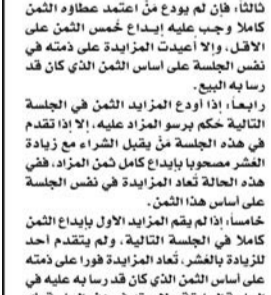 ثالثا: فإن لم يودع من اعتمد عطاوه الثمن
كاملا وجب عليه إيداع خمس الثمن على
الاقل، وإلا أعيدت المزايدة على ذمته في
نفس الجلسة على أساس الثمن الذي كان قد
رسا به البيع.
رابعا: إذا أودع المزايد الثمن في الجلسة
التالية حكم برسو المزاد عليه، إلا إذا تقدم
في هذه الجلسة من يقبل الشراء مع زيادة
العشر مصحوبا بإيداع كامل ثمن المزاد، ففي
هذه الحالة تعاد المزايدة في نفس الجلسة
على أساس هذا الثمن.
خامسا: إذا لم يقم المزايد الاول بإيداع الثمن
كاملا في الجلسة التالية، ولم يتقدم أحد
للزيادة بالعشر، تعاد المزايدة فورا على ذمته
على أساس الثمن الذي كان قد رسا به عليه في